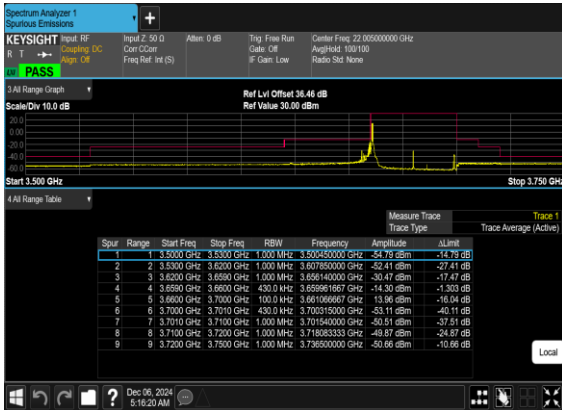 Spectrum Analyzer 1
Spurious Emissions
KEYSIGHT Input: RF Input Z: 50 Ω Atten: 0 dB Trig: Free Run Center Freq: 22.005000000 GHz
R T Coupling: DC Corr CCorr Gate: Off Avg|Hold: 100/100
Align: Off Freq Ref: Int (S) IF Gain: Low Radio Std: None
PASS
3 All Range Graph
Ref Lvl Offset 36.46 dB
Scale/Div 10.0 dB Ref Value 30.00 dBm
20.0
0.00
-20.0
-40.0
-60.0
Start 3.500 GHz Stop 3.750 GHz
4 All Range Table
Measure Trace Trace 1
Trace Type Trace Average (Active)
Spur Range Start Freq Stop Freq RBW Frequency Amplitude ΔLimit
1 1 3.5000 GHz 3.5300 GHz 1.000 MHz 3.500450000 GHz -54.79 dBm -14.79 dB
2 2 3.5300 GHz 3.6200 GHz 1.000 MHz 3.607850000 GHz -52.41 dBm -27.41 dB
3 3 3.6200 GHz 3.6590 GHz 1.000 MHz 3.656140000 GHz -30.47 dBm -17.47 dB
4 4 3.6590 GHz 3.6600 GHz 430.0 kHz 3.659961667 GHz -14.30 dBm -1.303 dB
5 5 3.6600 GHz 3.7000 GHz 100.0 kHz 3.661066667 GHz 13.96 dBm -16.04 dB
6 6 3.7000 GHz 3.7010 GHz 430.0 kHz 3.700315000 GHz -53.11 dBm -40.11 dB
7 7 3.7010 GHz 3.7100 GHz 1.000 MHz 3.701540000 GHz -50.51 dBm -37.51 dB
8 8 3.7100 GHz 3.7200 GHz 1.000 MHz 3.718083333 GHz -49.87 dBm -24.87 dB
9 9 3.7200 GHz 3.7500 GHz 1.000 MHz 3.736500000 GHz -50.66 dBm -10.66 dB
Local
Dec 06, 2024
5:16:20 AM